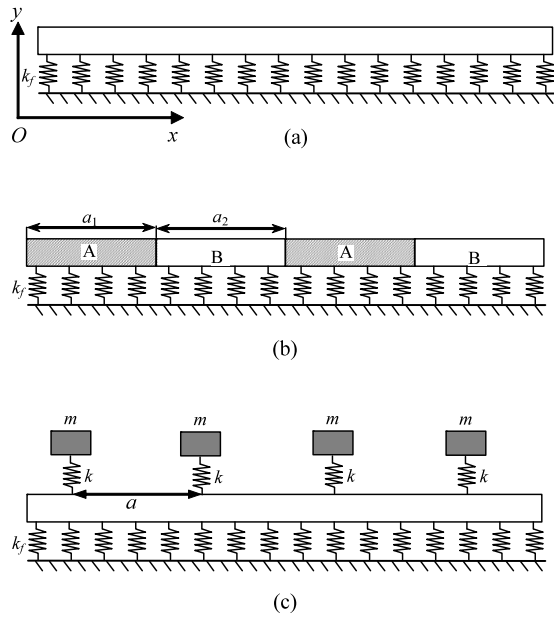 y
k_f
O x
(a)
a_1 a_2
A B A B
k_f
(b)
m m m m
k k k k
a
k_f
(c)